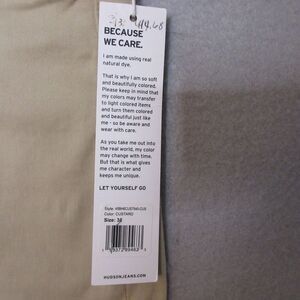 BECAUSE
WE CARE.
I am made using real
natural dye.
That is why I am so soft
and beautifully colored.
Please keep in mind that
my colors may transfer
to light colored items
and turn them colored
and beautiful just like
me - so be aware and
wear with care.
As you take me out into
the real world, my color
may change with time.
But that is what gives
me character and
keeps me unique.
LET YOURSELF GO
Color: CUSTARD
Size: 38
HUDSONJEANS.COM